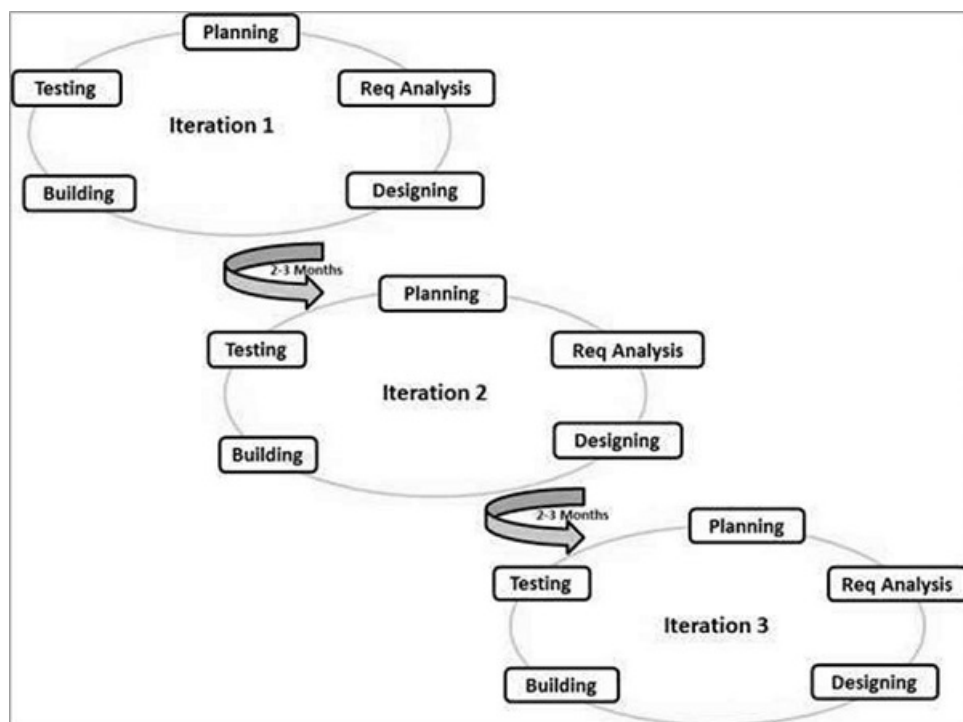 Planning
Testing
Req Analysis
Iteration 1
Building
Designing
2-3 Months
Planning
Testing
Req Analysis
Iteration 2
Building
Designing
2-3 Months
Planning
Testing
Req Analysis
Iteration 3
Building
Designing